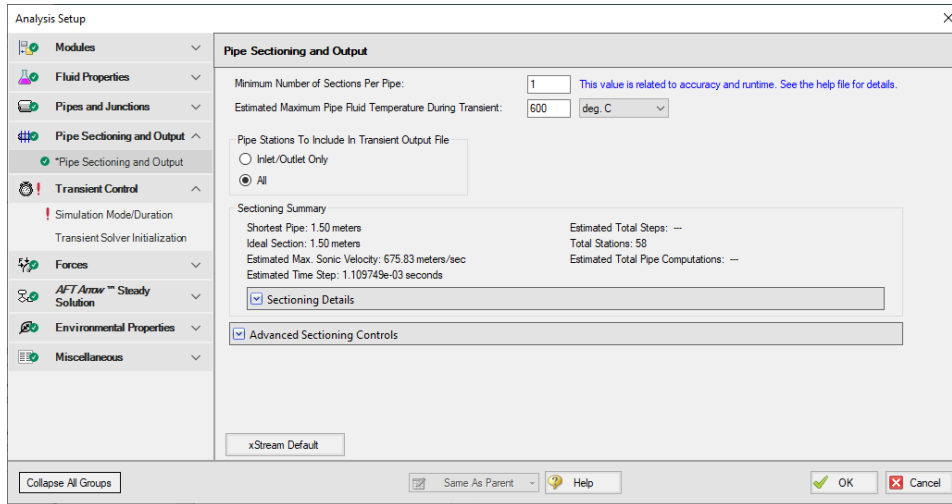 Analysis Setup
Modules
Fluid Properties
Pipes and Junctions
Pipe Sectioning and Output
*Pipe Sectioning and Output
Transient Control
Simulation Mode/Duration
Transient Solver Initialization
Forces
AFT Arrow ™ Steady
Solution
Environmental Properties
Miscellaneous
Pipe Sectioning and Output
Minimum Number of Sections Per Pipe: 1 This value is related to accuracy and runtime. See the help file for details.
Estimated Maximum Pipe Fluid Temperature During Transient: 600 deg. C
Pipe Stations To Include In Transient Output File
Inlet/Outlet Only
All
Sectioning Summary
Shortest Pipe: 1.50 meters
Ideal Section: 1.50 meters
Estimated Max. Sonic Velocity: 675.83 meters/sec
Estimated Time Step: 1.109749e-03 seconds
Estimated Total Steps: ---
Total Stations: 58
Estimated Total Pipe Computations: ---
Sectioning Details
Advanced Sectioning Controls
xStream Default
Collapse All Groups
Same As Parent
Help
OK
Cancel